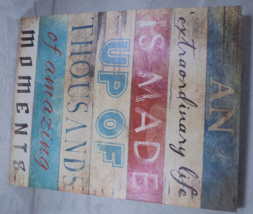 AN
extraordinary life
IS MADE
UP OF
THOUSANDS
of amazing
MOMENTS